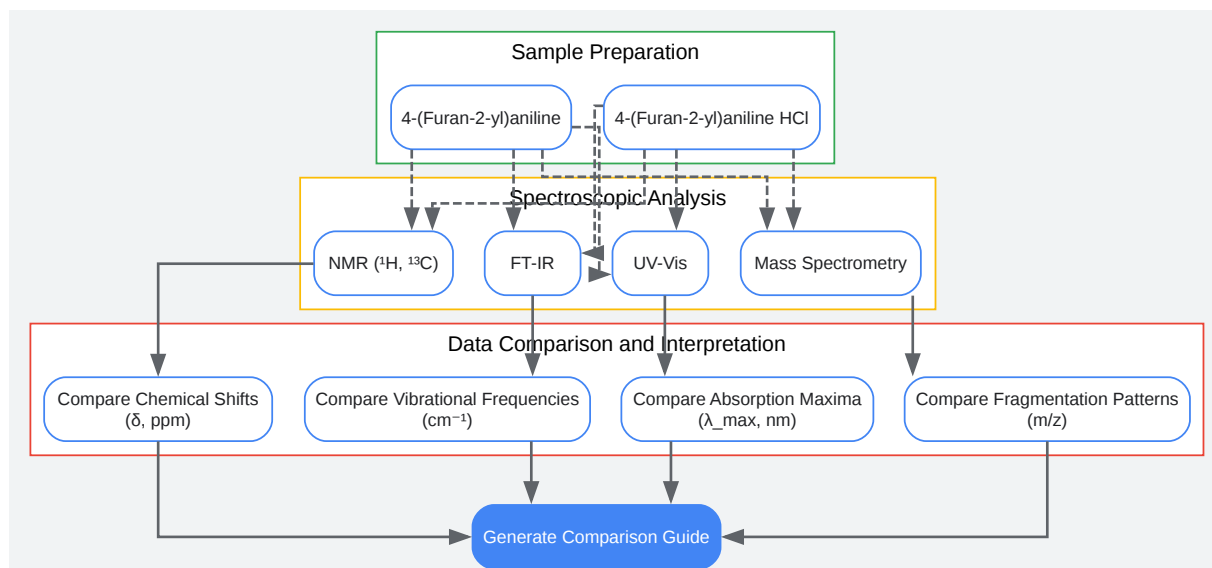 Sample Preparation
4-(Furan-2-yl)aniline
4-(Furan-2-yl)aniline HCl
Spectroscopic Analysis
NMR (¹H, ¹³C)
FT-IR
UV-Vis
Mass Spectrometry
Data Comparison and Interpretation
Compare Chemical Shifts
(δ, ppm)
Compare Vibrational Frequencies
(cm⁻¹)
Compare Absorption Maxima
(λ_max, nm)
Compare Fragmentation Patterns
(m/z)
Generate Comparison Guide